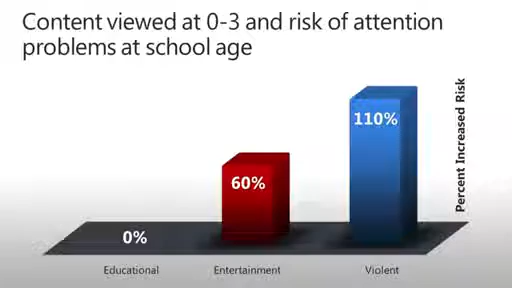 Content viewed at 0-3 and risk of attention
problems at school age
110%
60%
0%
Percent Increased Risk
Educational
Entertainment
Violent